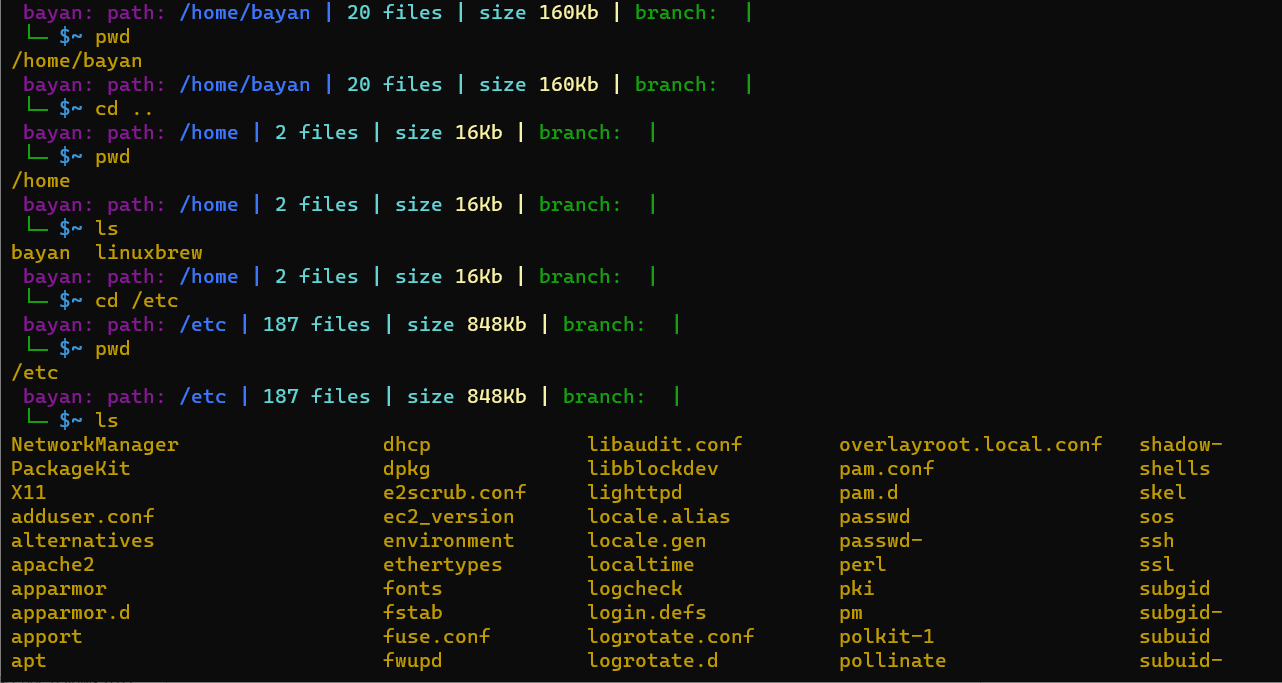 bayan: path: /home/bayan | 20 files | size 160Kb | branch:  |
└─ $~ pwd
/home/bayan
bayan: path: /home/bayan | 20 files | size 160Kb | branch:  |
└─ $~ cd ..
bayan: path: /home | 2 files | size 16Kb | branch:  |
└─ $~ pwd
/home
bayan: path: /home | 2 files | size 16Kb | branch:  |
└─ $~ ls
bayan  linuxbrew
bayan: path: /home | 2 files | size 16Kb | branch:  |
└─ $~ cd /etc
bayan: path: /etc | 187 files | size 848Kb | branch:  |
└─ $~ pwd
/etc
bayan: path: /etc | 187 files | size 848Kb | branch:  |
└─ $~ ls
NetworkManager  dhcp  libaudit.conf  overlayroot.local.conf  shadow-
PackageKit  dpkg  libblockdev  pam.conf  shells
X11  e2scrub.conf  lighttpd  pam.d  skel
adduser.conf  ec2_version  locale.alias  passwd  sos
alternatives  environment  locale.gen  passwd-  ssh
apache2  ethertypes  localtime  perl  ssl
apparmor  fonts  logcheck  pki  subgid
apparmor.d  fstab  login.defs  pm  subgid-
apport  fuse.conf  logrotate.conf  polkit-1  subuid
apt  fwupd  logrotate.d  pollinate  subuid-